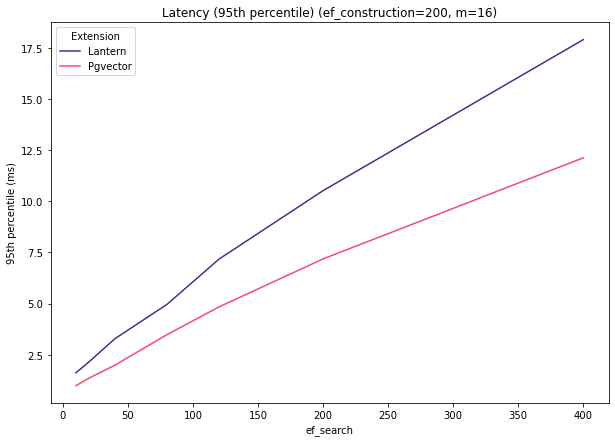 Latency (95th percentile) (ef_construction=200, m=16)
Extension
Lantern
Pgvector
17.5
15.0
12.5
10.0
7.5
5.0
2.5
95th percentile (ms)
0 50 100 150 200 250 300 350 400
ef_search